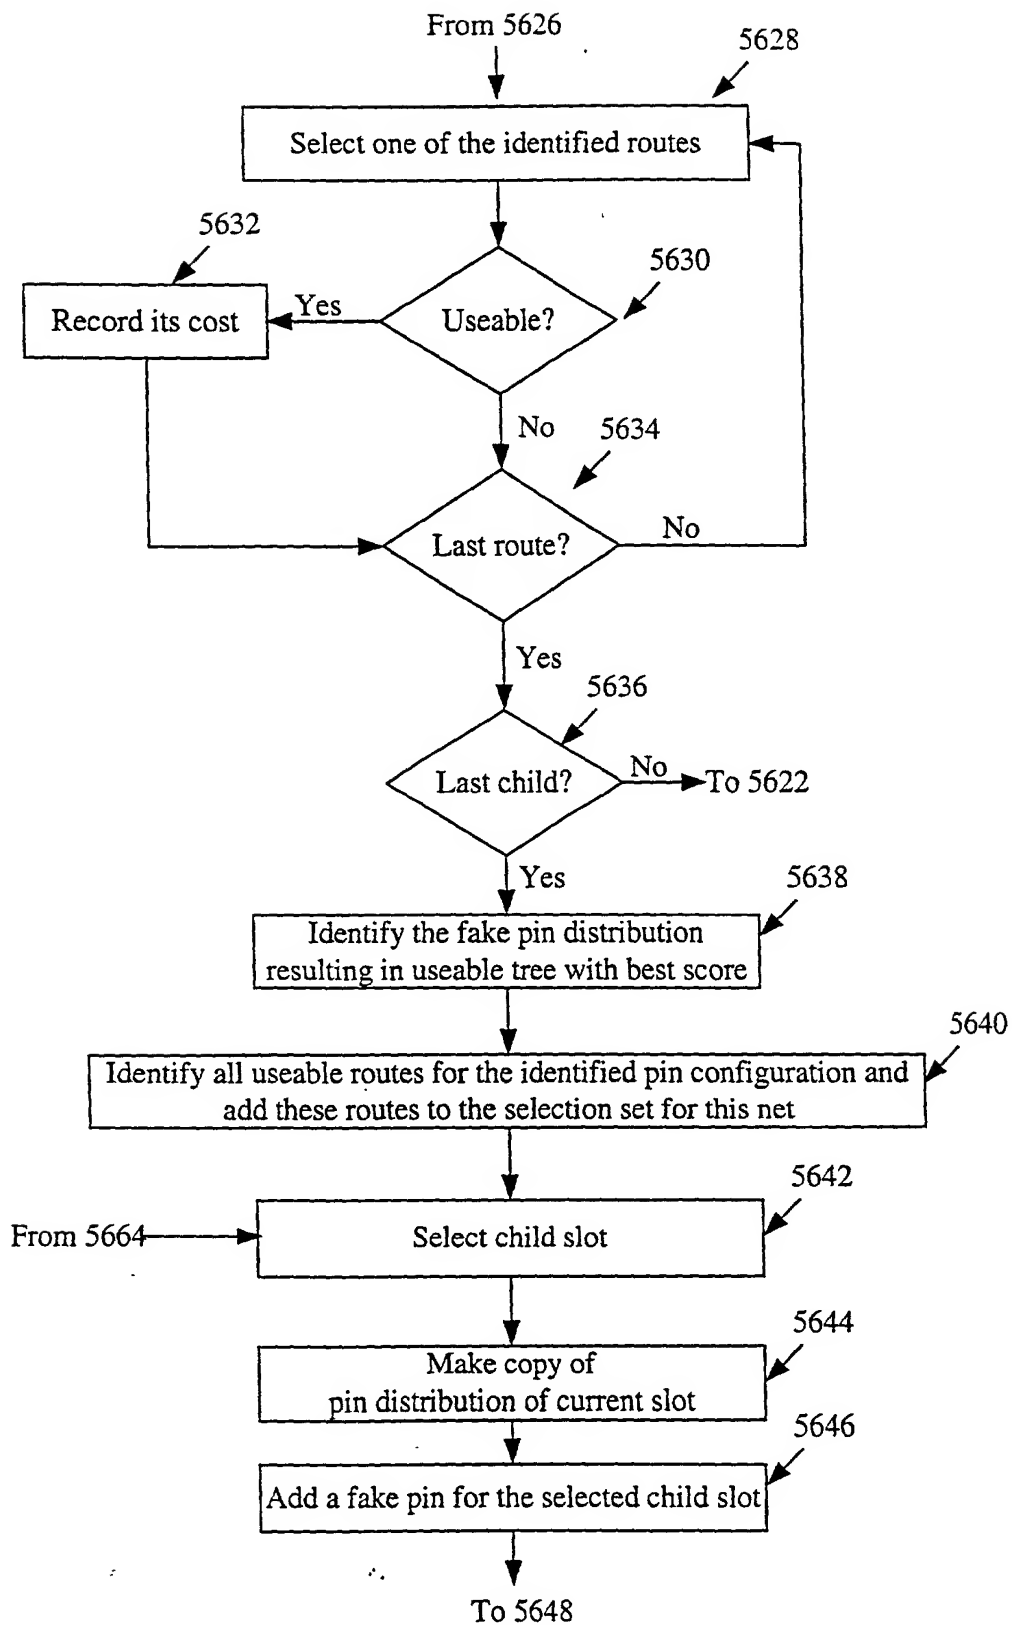 From 5626
5628
Select one of the identified routes
5632
5630
Record its cost
Yes
Useable?
No
5634
Last route?
No
Yes
5636
Last child?
No
To 5622
Yes
5638
Identify the fake pin distribution
resulting in useable tree with best score
5640
Identify all useable routes for the identified pin configuration and
add these routes to the selection set for this net
5642
From 5664
Select child slot
5644
Make copy of
pin distribution of current slot
5646
Add a fake pin for the selected child slot
To 5648